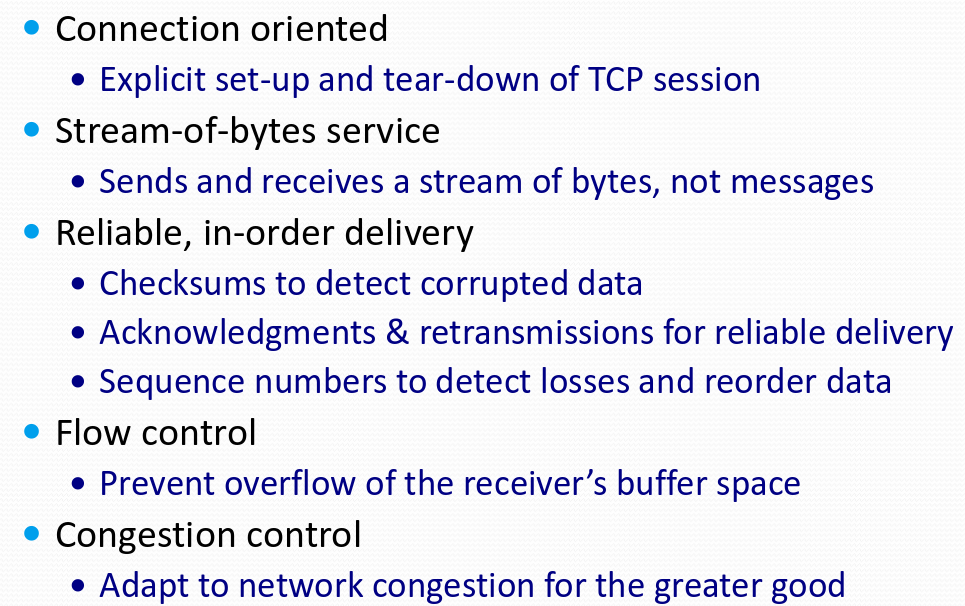 • Connection oriented
• Explicit set-up and tear-down of TCP session
• Stream-of-bytes service
• Sends and receives a stream of bytes, not messages
• Reliable, in-order delivery
• Checksums to detect corrupted data
• Acknowledgments & retransmissions for reliable delivery
• Sequence numbers to detect losses and reorder data
• Flow control
• Prevent overflow of the receiver’s buffer space
• Congestion control
• Adapt to network congestion for the greater good